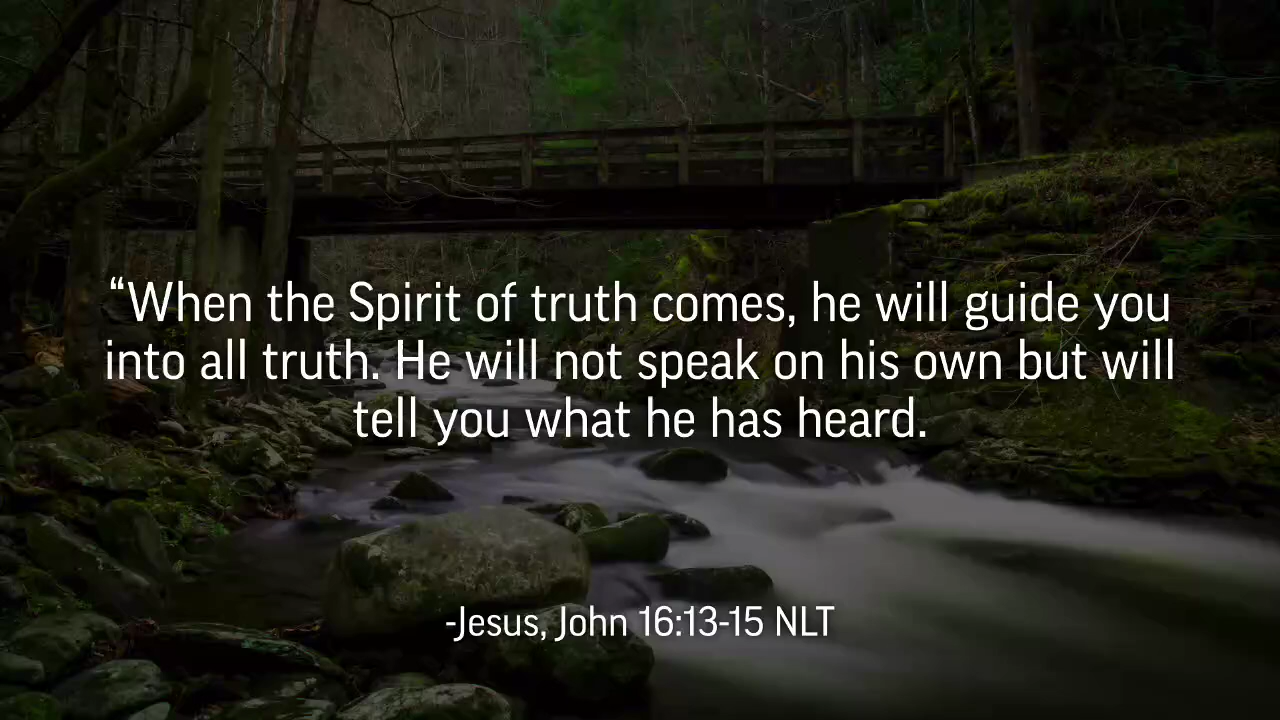 “When the Spirit of truth comes, he will guide you
into all truth. He will not speak on his own but will
tell you what he has heard.
-Jesus, John 16:13-15 NLT